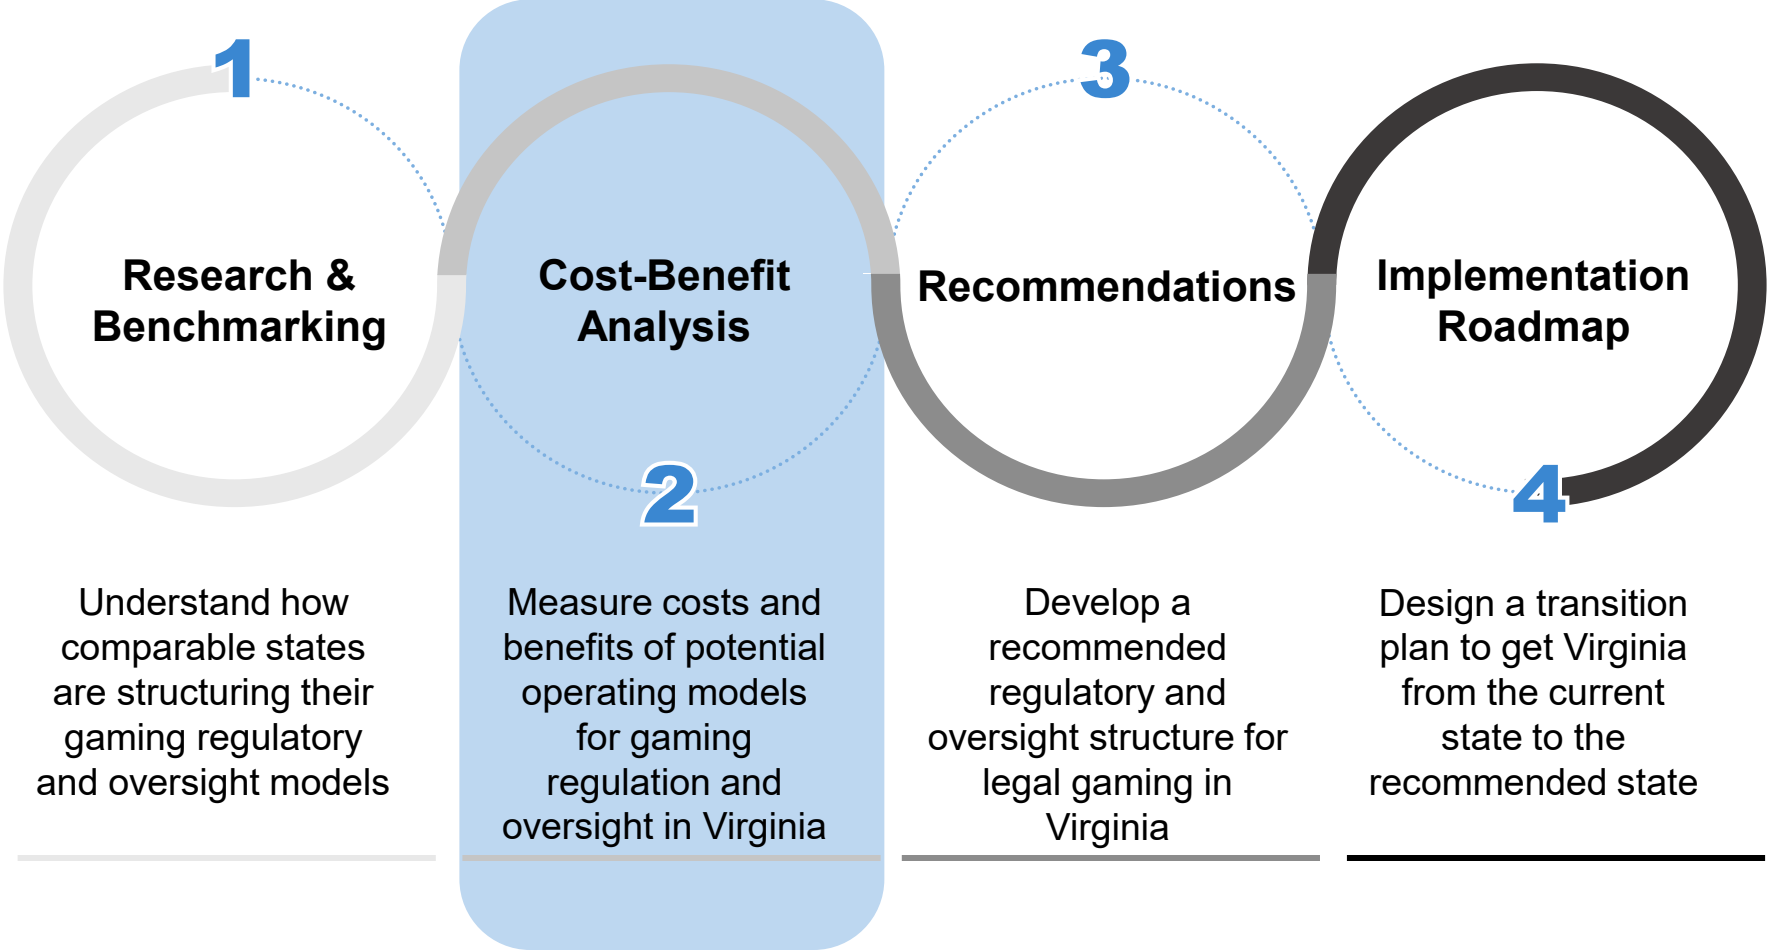 1
Research &
Benchmarking
Understand how
comparable states
are structuring their
gaming regulatory
and oversight models
Cost-Benefit
Analysis
2
Measure costs and
benefits of potential
operating models
for gaming
regulation and
oversight in Virginia
3
Recommendations
Develop a
recommended
regulatory and
oversight structure for
legal gaming in
Virginia
Implementation
Roadmap
4
Design a transition
plan to get Virginia
from the current
state to the
recommended state